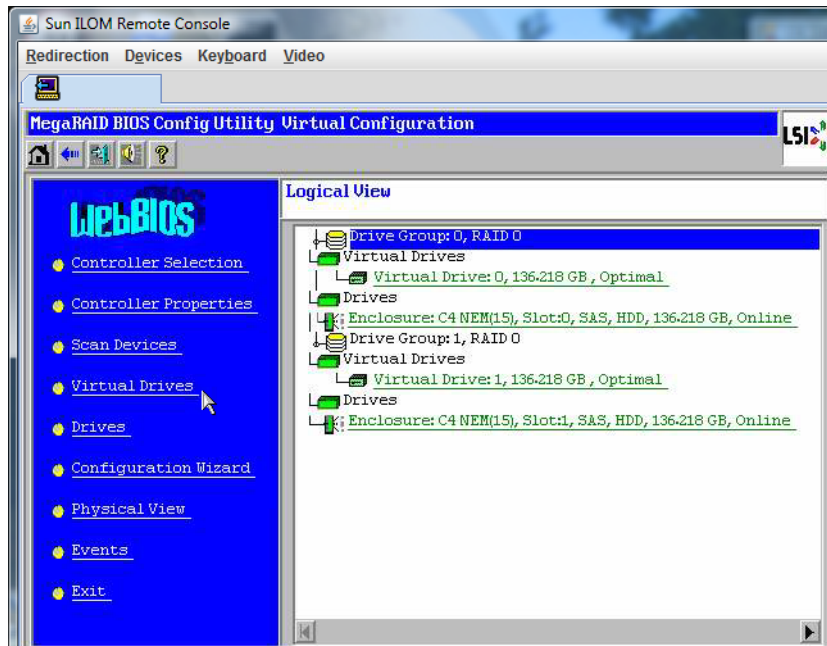 Sun ILOM Remote Console
Redirection Devices Keyboard Video
MegaRAID BIOS Config Utility Virtual Configuration
LSI
WebBIOS
Controller Selection
Controller Properties
Scan Devices
Virtual Drives
Drives
Configuration Wizard
Physical View
Events
Exit
Logical View
Drive Group: 0, RAID 0
Virtual Drives
Virtual Drive: 0, 136.218 GB , Optimal
Drives
Enclosure: C4 NEM(15), Slot:0, SAS, HDD, 136.218 GB, Online
Drive Group: 1, RAID 0
Virtual Drives
Virtual Drive: 1, 136.218 GB , Optimal
Drives
Enclosure: C4 NEM(15), Slot:1, SAS, HDD, 136.218 GB, Online